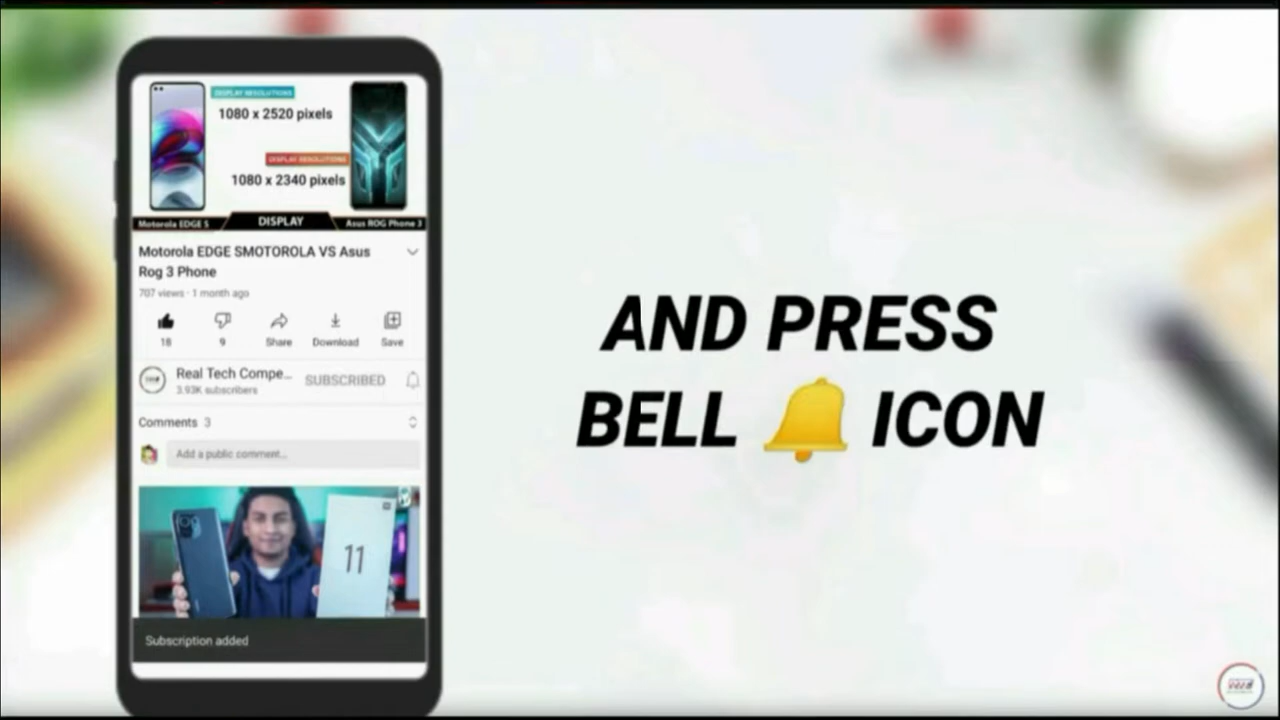 DISPLAY RESOLUTIONS
1080 x 2520 pixels
DISPLAY RESOLUTIONS
1080 x 2340 pixels
Motorola EDGE S
DISPLAY
Asus ROG Phone 3
Motorola EDGE SMOTOROLA VS Asus
Rog 3 Phone
707 views · 1 month ago
18
9
Share
Download
Save
Real Tech Compe...
SUBSCRIBED
3.93K subscribers
Comments 3
Add a public comment...
11
Subscription added
AND PRESS
BELL 🔔 ICON